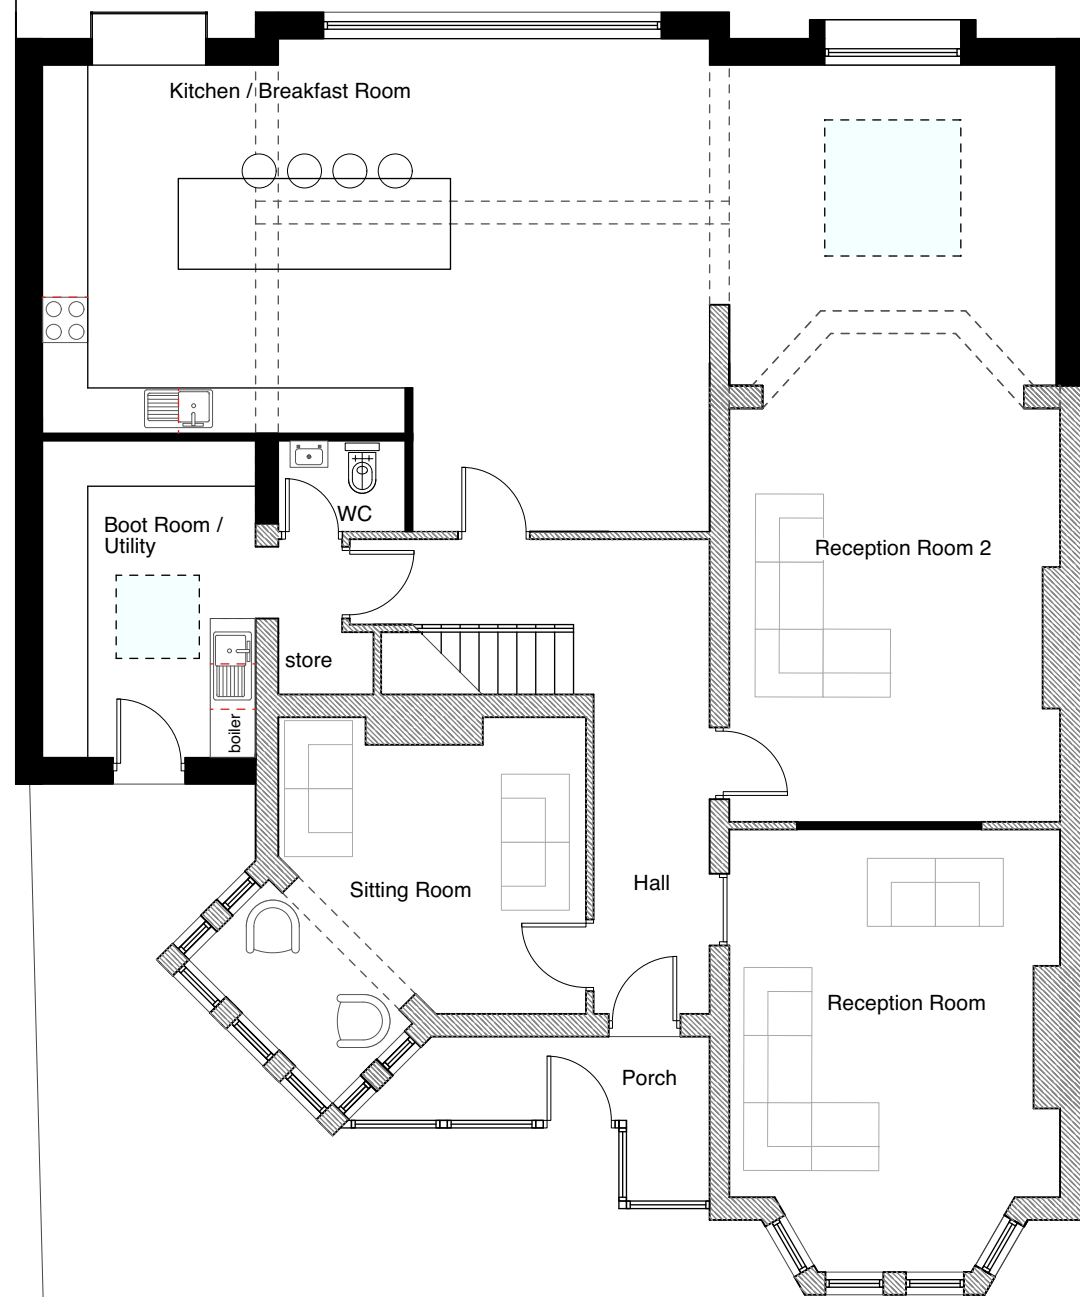 Kitchen / Breakfast Room
WC
Boot Room /
Utility
Reception Room 2
store
boiler
Hall
Sitting Room
Reception Room
Porch